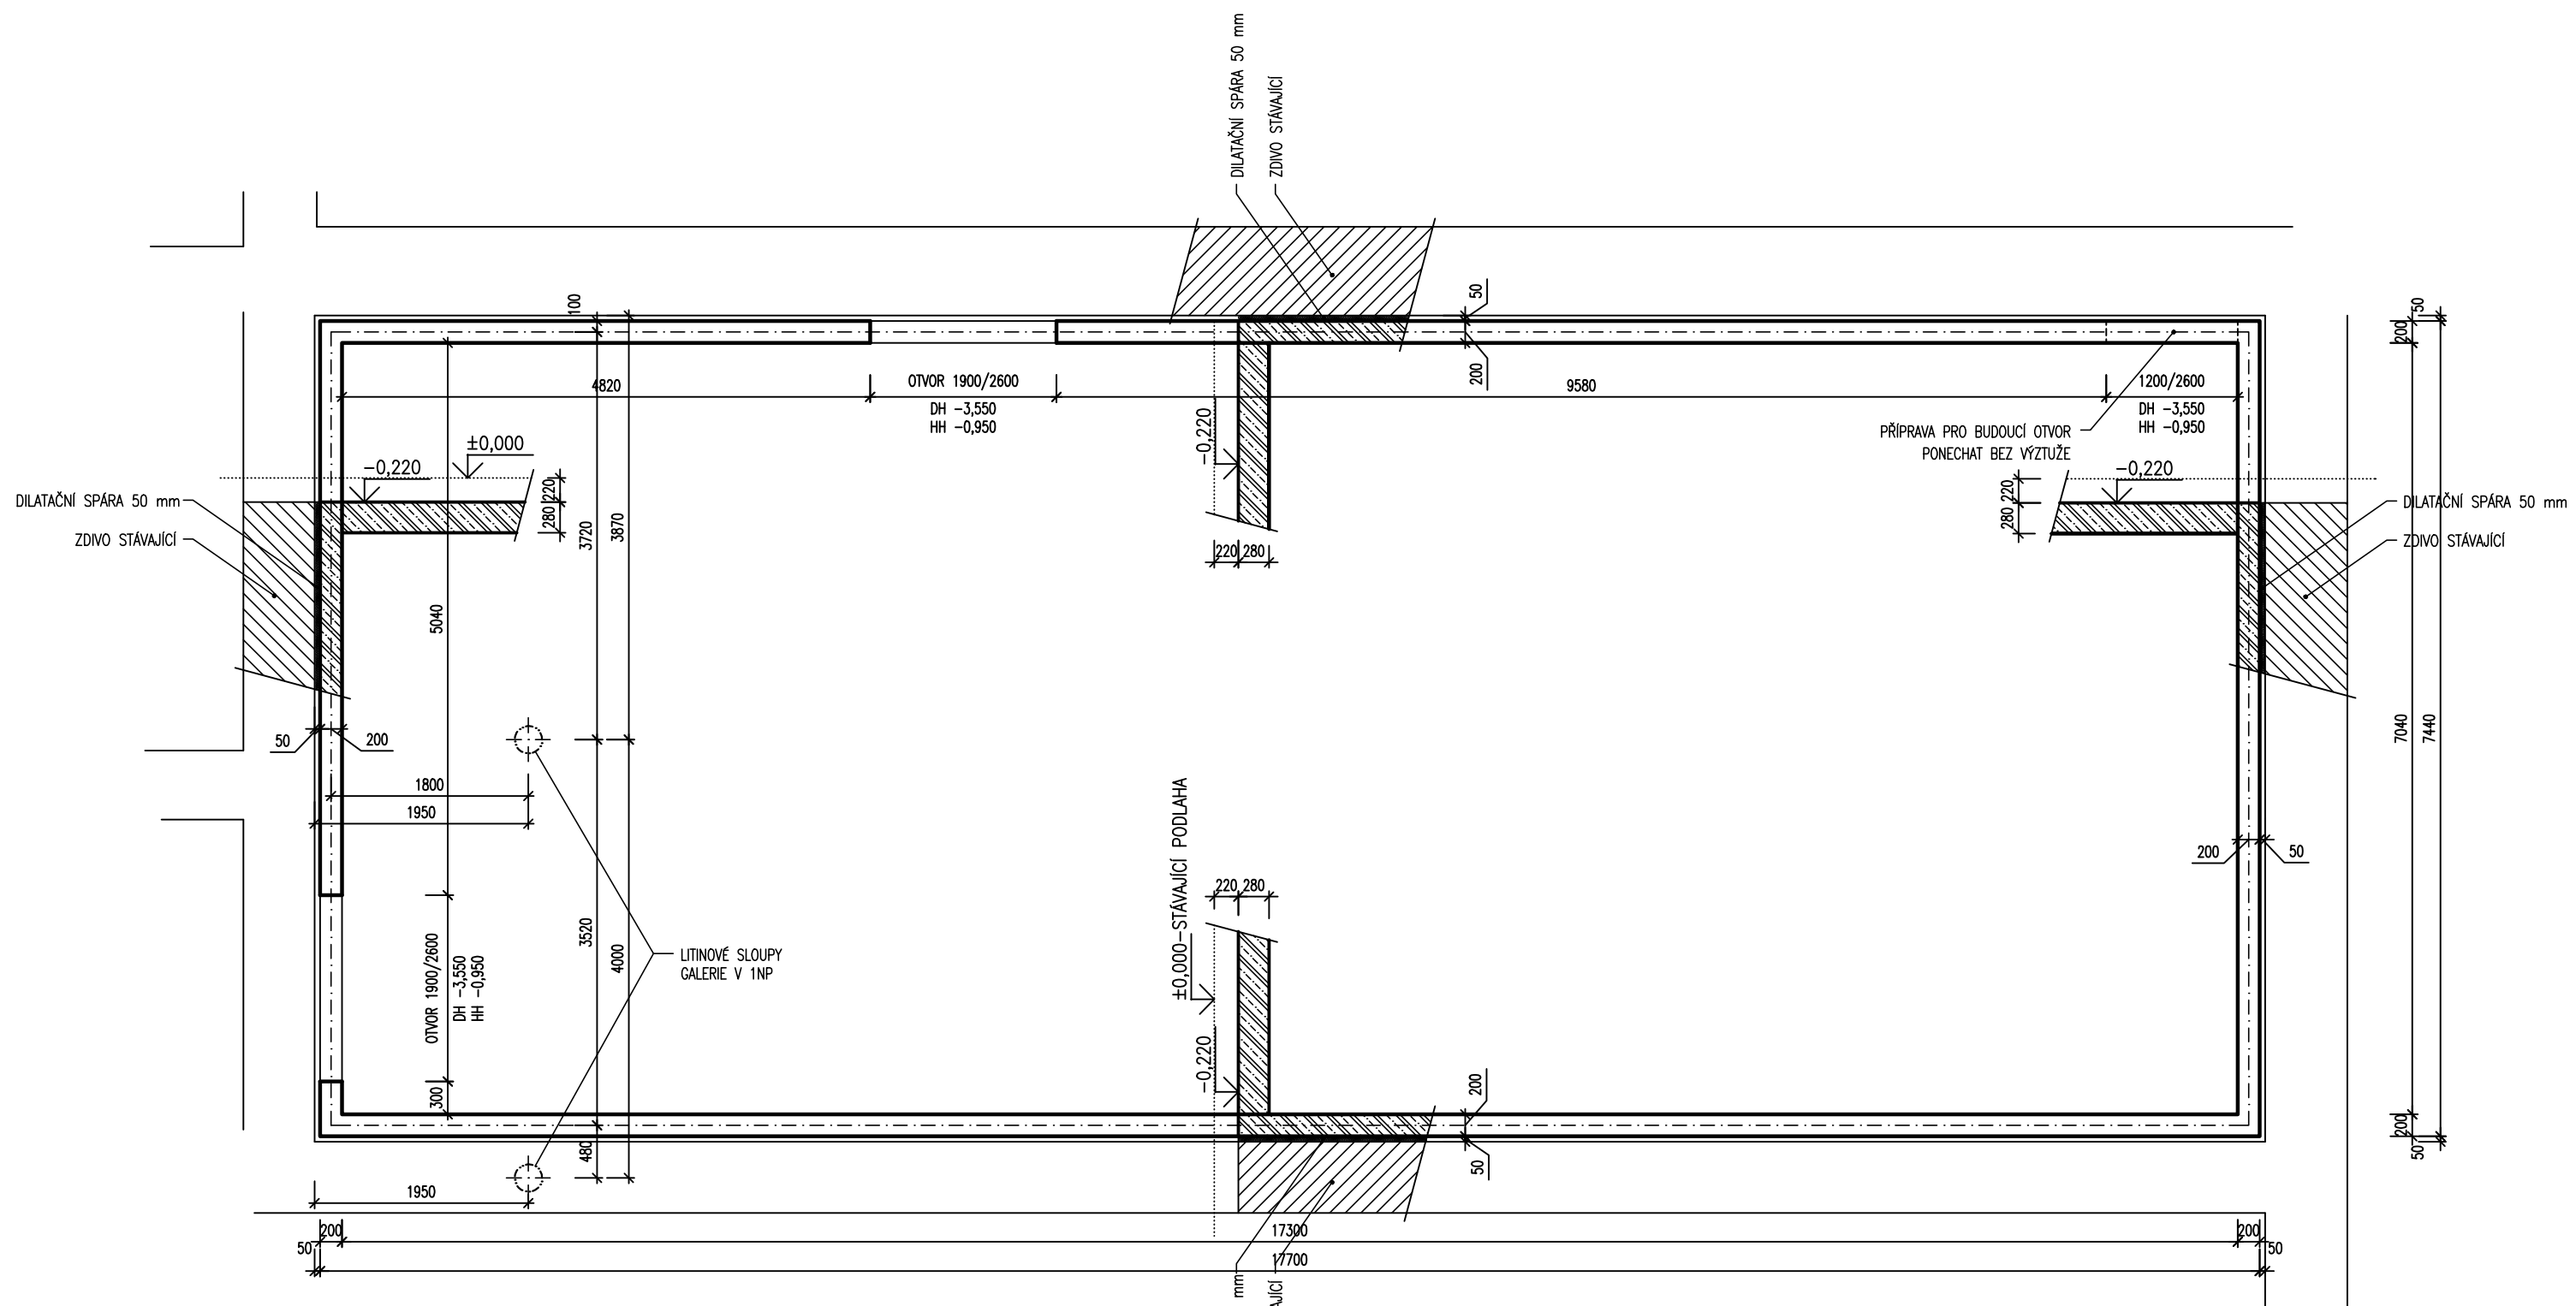 DILATAČNÍ SPÁRA 50 mm
ZDIVO STÁVAJÍCÍ
100
50
50
200
200
4820
OTVOR 1900/2600
DH -3,550
HH -0,950
9580
1200/2600
DH -3,550
HH -0,950
PŘÍPRAVA PRO BUDOUCÍ OTVOR
PONECHAT BEZ VÝZTUŽE
±0,000
-0,220
-0,220
-0,220
DILATAČNÍ SPÁRA 50 mm
ZDIVO STÁVAJÍCÍ
220
280
3720
3870
220
280
220
280
DILATAČNÍ SPÁRA 50 mm
ZDIVO STÁVAJÍCÍ
5040
50
200
1800
1950
7040
7440
200
50
±0,000-STÁVAJÍCÍ PODLAHA
220
280
3520
4000
OTVOR 1900/2600
DH -3,550
HH -0,950
LITINOVÉ SLOUPY
GALERIE V 1NP
-0,220
300
200
480
50
200
50
1950
200
17300
200
50
17700
50
mm
AJÍCÍ